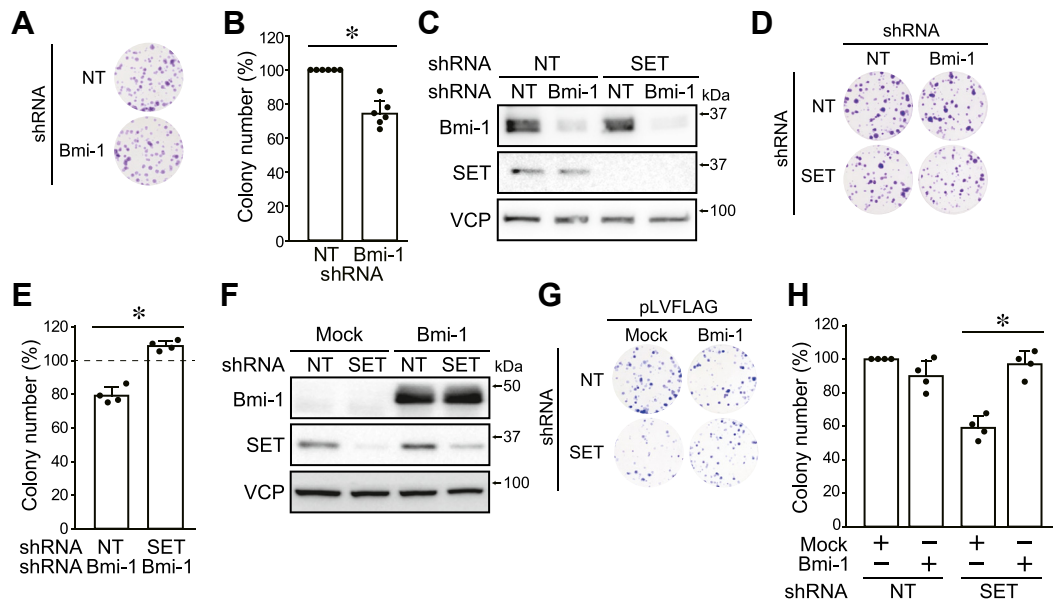 A
shRNA
NT
Bmi-1
B
Colony number (%)
120
100
80
60
40
20
0
*
NT Bmi-1
shRNA
C
shRNA NT SET
shRNA NT Bmi-1 NT Bmi-1 kDa
Bmi-1 37
SET 37
VCP 100
D
shRNA
NT Bmi-1
shRNA
NT
SET
E
Colony number (%)
120
100
80
60
40
20
0
*
shRNA NT SET
shRNA Bmi-1 Bmi-1
F
Mock Bmi-1
shRNA NT SET NT SET kDa
Bmi-1 50
SET 37
VCP 100
G
pLVFLAG
Mock Bmi-1
shRNA
NT
SET
H
Colony number (%)
120
100
80
60
40
20
0
*
Mock + − + −
Bmi-1 − + − +
shRNA NT SET